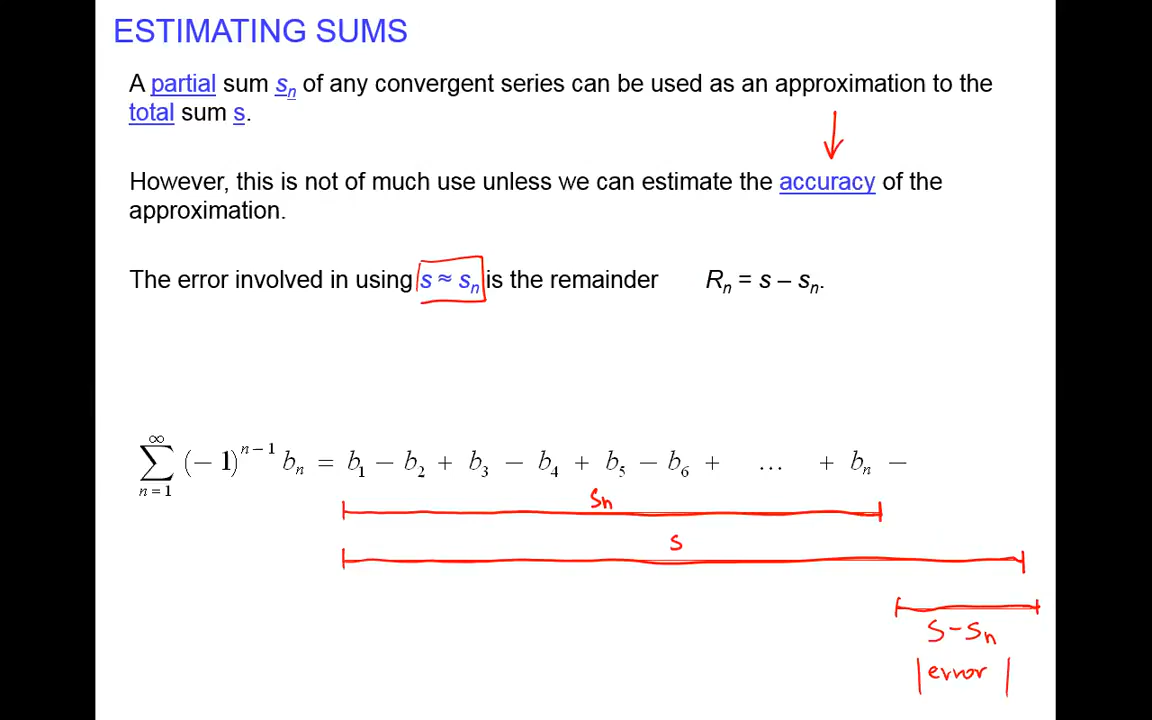 ESTIMATING SUMS
A partial sum sₙ of any convergent series can be used as an approximation to the
total sum s.
However, this is not of much use unless we can estimate the accuracy of the
approximation.
The error involved in using s ≈ sₙ is the remainder Rₙ = s – sₙ.
∑_{n=1}^{∞} (−1)^{n−1} bₙ = b₁ − b₂ + b₃ − b₄ + b₅ − b₆ + … + bₙ −
sₙ
s
s − sₙ
|error|